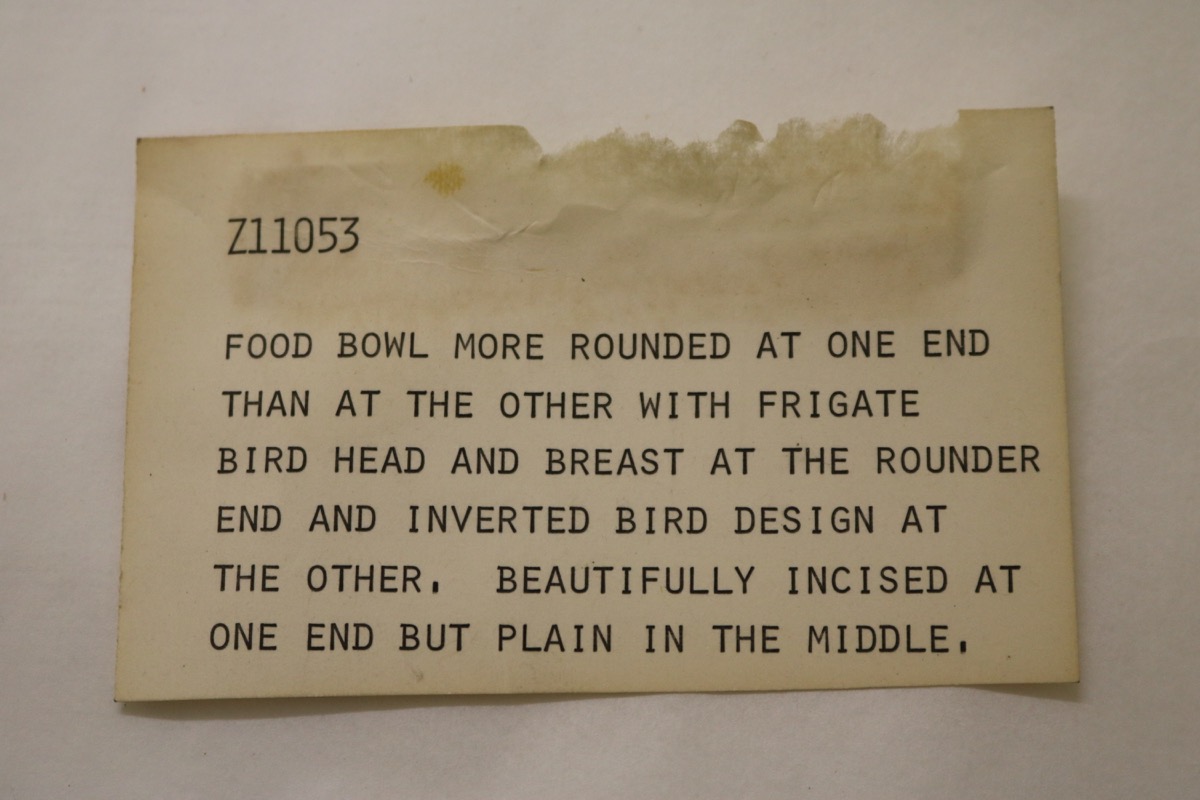 Z11053
FOOD BOWL MORE ROUNDED AT ONE END
THAN AT THE OTHER WITH FRIGATE
BIRD HEAD AND BREAST AT THE ROUNDER
END AND INVERTED BIRD DESIGN AT
THE OTHER. BEAUTIFULLY INCISED AT
ONE END BUT PLAIN IN THE MIDDLE.